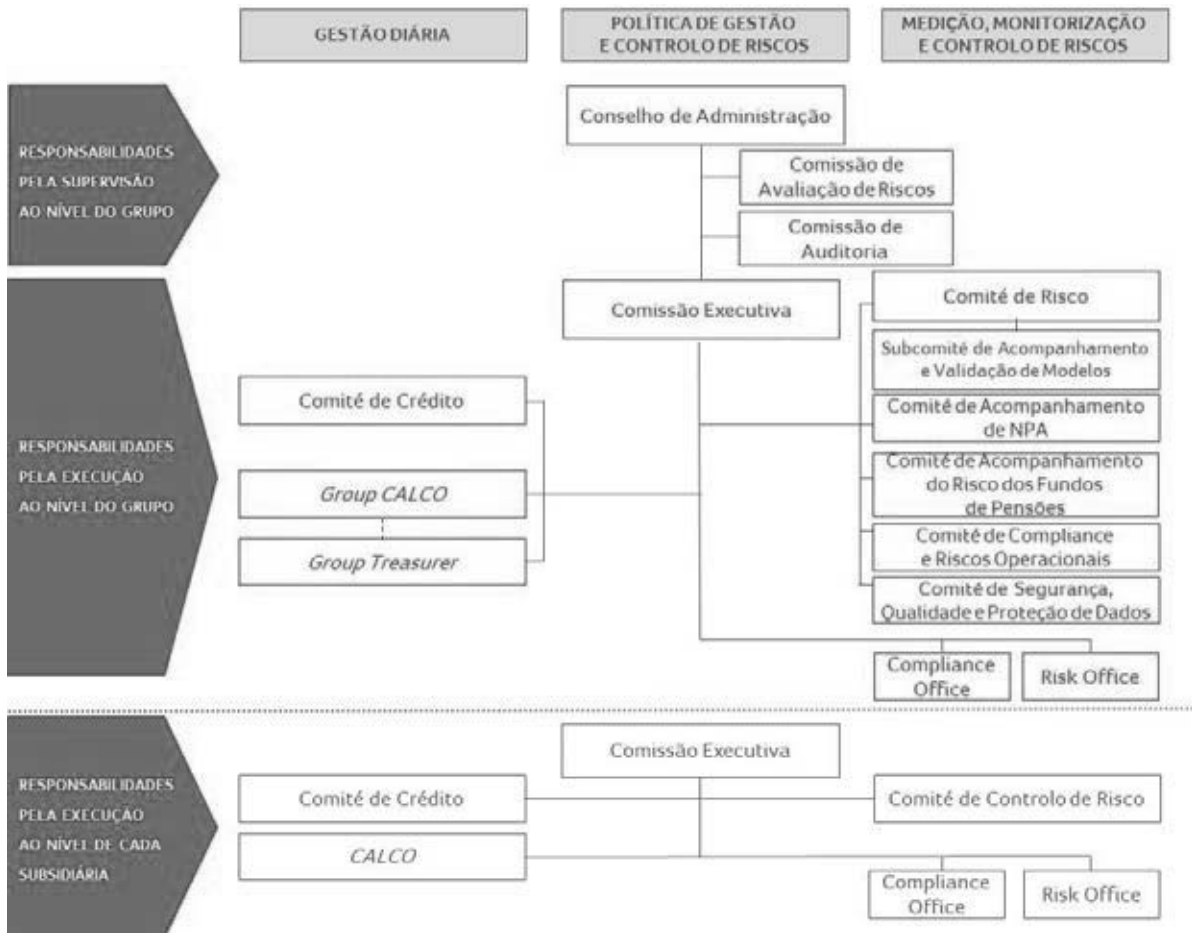 GESTÃO DIÁRIA
POLÍTICA DE GESTÃO
E CONTROLO DE RISCOS
MEDIÇÃO, MONITORIZAÇÃO
E CONTROLO DE RISCOS
RESPONSABILIDADES
PELA SUPERVISÃO
AO NÍVEL DO GRUPO
Conselho de Administração
Comissão de
Avaliação de Riscos
Comissão de
Auditoria
RESPONSABILIDADES
PELA EXECUÇÃO
AO NÍVEL DO GRUPO
Comissão Executiva
Comité de Crédito
Group CALCO
Group Treasurer
Comité de Risco
Subcomité de Acompanhamento
e Validação de Modelos
Comité de Acompanhamento
de NPA
Comité de Acompanhamento
do Risco dos Fundos
de Pensões
Comité de Compliance
e Riscos Operacionais
Comité de Segurança,
Qualidade e Proteção de Dados
Compliance
Office
Risk Office
RESPONSABILIDADES
PELA EXECUÇÃO
AO NÍVEL DE CADA
SUBSIDIÁRIA
Comissão Executiva
Comité de Crédito
Comité de Controlo de Risco
CALCO
Compliance
Office
Risk Office